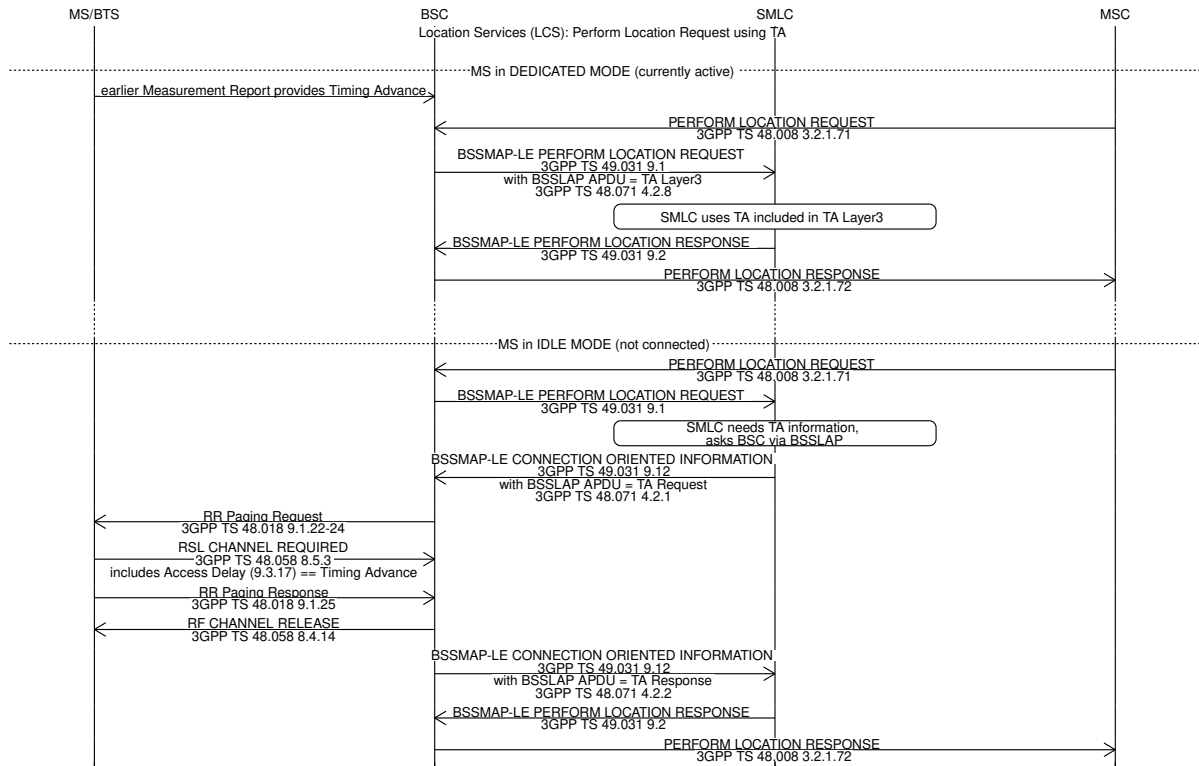 MS/BTS BSC SMLC MSC
Location Services (LCS): Perform Location Request using TA
MS in DEDICATED MODE (currently active)
earlier Measurement Report provides Timing Advance
PERFORM LOCATION REQUEST
3GPP TS 48.008 3.2.1.71
BSSMAP-LE PERFORM LOCATION REQUEST
3GPP TS 49.031 9.1
with BSSLAP APDU = TA Layer3
3GPP TS 48.071 4.2.8
SMLC uses TA included in TA Layer3
BSSMAP-LE PERFORM LOCATION RESPONSE
3GPP TS 49.031 9.2
PERFORM LOCATION RESPONSE
3GPP TS 48.008 3.2.1.72
MS in IDLE MODE (not connected)
PERFORM LOCATION REQUEST
3GPP TS 48.008 3.2.1.71
BSSMAP-LE PERFORM LOCATION REQUEST
3GPP TS 49.031 9.1
SMLC needs TA information,
asks BSC via BSSLAP
BSSMAP-LE CONNECTION ORIENTED INFORMATION
3GPP TS 49.031 9.12
with BSSLAP APDU = TA Request
3GPP TS 48.071 4.2.1
RR Paging Request
3GPP TS 48.018 9.1.22-24
RSL CHANNEL REQUIRED
3GPP TS 48.058 8.5.3
includes Access Delay (9.3.17) == Timing Advance
RR Paging Response
3GPP TS 48.018 9.1.25
RF CHANNEL RELEASE
3GPP TS 48.058 8.4.14
BSSMAP-LE CONNECTION ORIENTED INFORMATION
3GPP TS 49.031 9.12
with BSSLAP APDU = TA Response
3GPP TS 48.071 4.2.2
BSSMAP-LE PERFORM LOCATION RESPONSE
3GPP TS 49.031 9.2
PERFORM LOCATION RESPONSE
3GPP TS 48.008 3.2.1.72